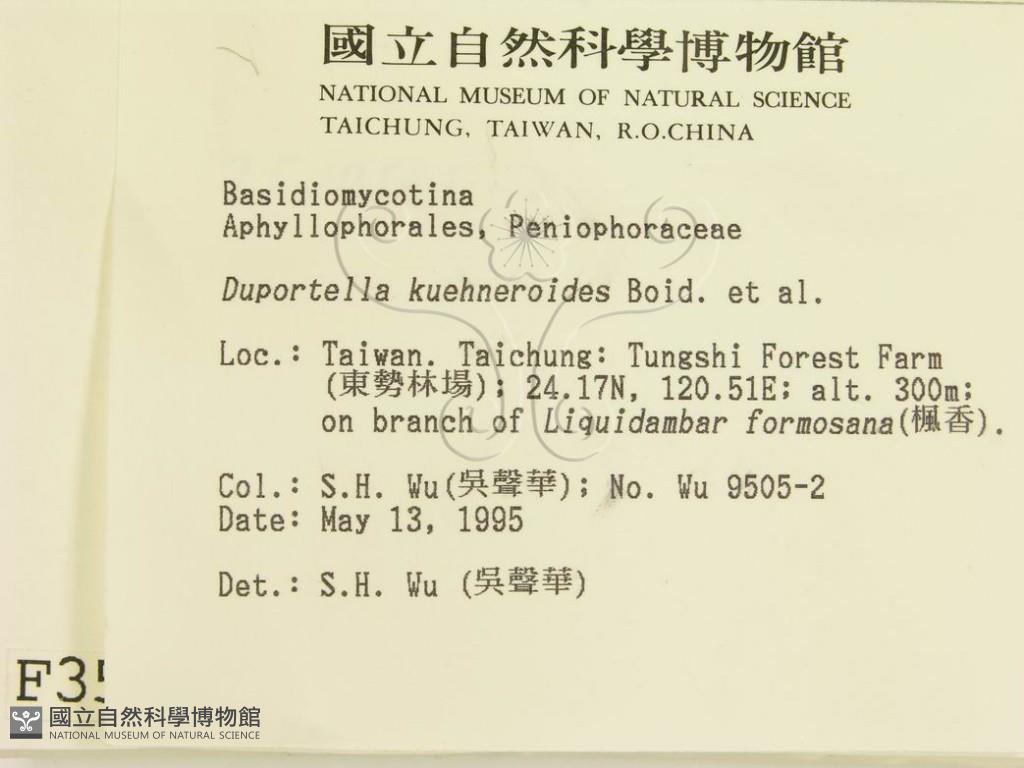 國立自然科學博物館
NATIONAL MUSEUM OF NATURAL SCIENCE
TAICHUNG, TAIWAN, R.O.CHINA
Basidiomycotina
Aphyllophorales, Peniophoraceae
Duportella kuehneroides Boid. et al.
Loc.: Taiwan. Taichung: Tungshi Forest Farm
(東勢林場); 24.17N, 120.51E; alt. 300m;
on branch of Liquidambar formosana(楓香).
Col.: S.H. Wu(吳聲華); No. Wu 9505-2
Date: May 13, 1995
Det.: S.H. Wu (吳聲華)
F35
國立自然科學博物館
NATIONAL MUSEUM OF NATURAL SCIENCE